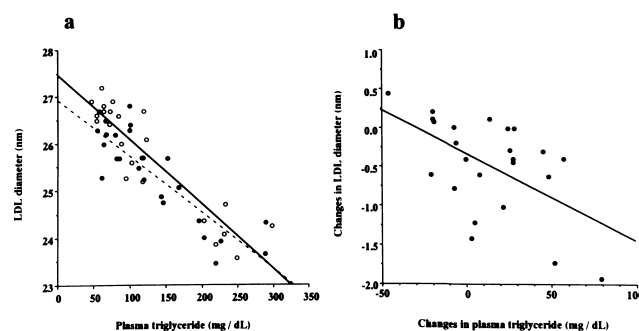 a
28
27
26
25
24
23
LDL diameter (nm)
0 50 100 150 200 250 300 350
Plasma triglyceride (mg / dL)
b
1.0
0.5
0.0
-0.5
-1.0
-1.5
-2.0
Changes in LDL diameter (nm)
-50 0 50 100
Changes in plasma triglyceride (mg / dL)